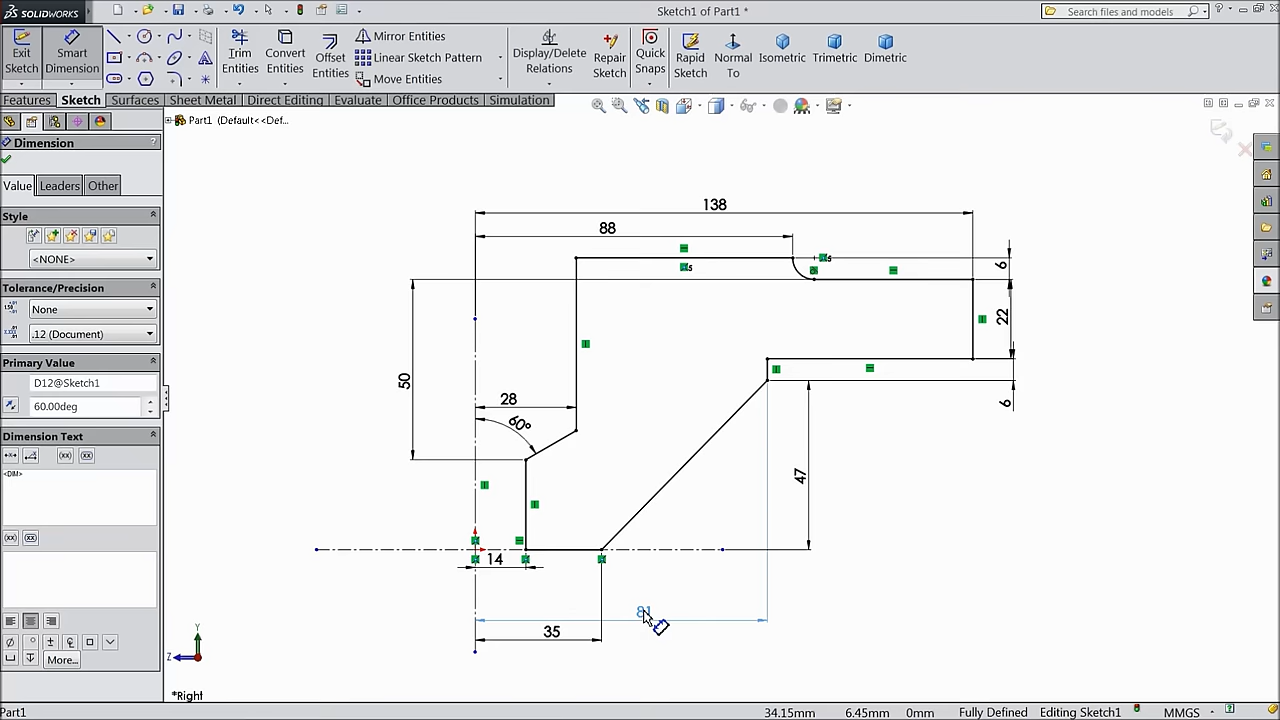 SOLIDWORKS
Sketch1 of Part1 *
Search files and models
Exit Sketch
Smart Dimension
Trim Entities
Convert Entities
Offset Entities
Mirror Entities
Linear Sketch Pattern
Move Entities
Display/Delete Relations
Repair Sketch
Quick Snaps
Rapid Sketch
Normal To
Isometric
Trimetric
Dimetric
Features
Sketch
Surfaces
Sheet Metal
Direct Editing
Evaluate
Office Products
Simulation
Part1 (Default<<Def...
Dimension
?
Value
Leaders
Other
Style
<NONE>
Tolerance/Precision
None
.12 (Document)
Primary Value
D12@Sketch1
60.00deg
Dimension Text
<DIM>
More...
138
88
6
22
50
28
60°
6
47
14
81
35
Y
Z
*Right
Part1
34.15mm
6.45mm
0mm
Fully Defined
Editing Sketch1
MMGS